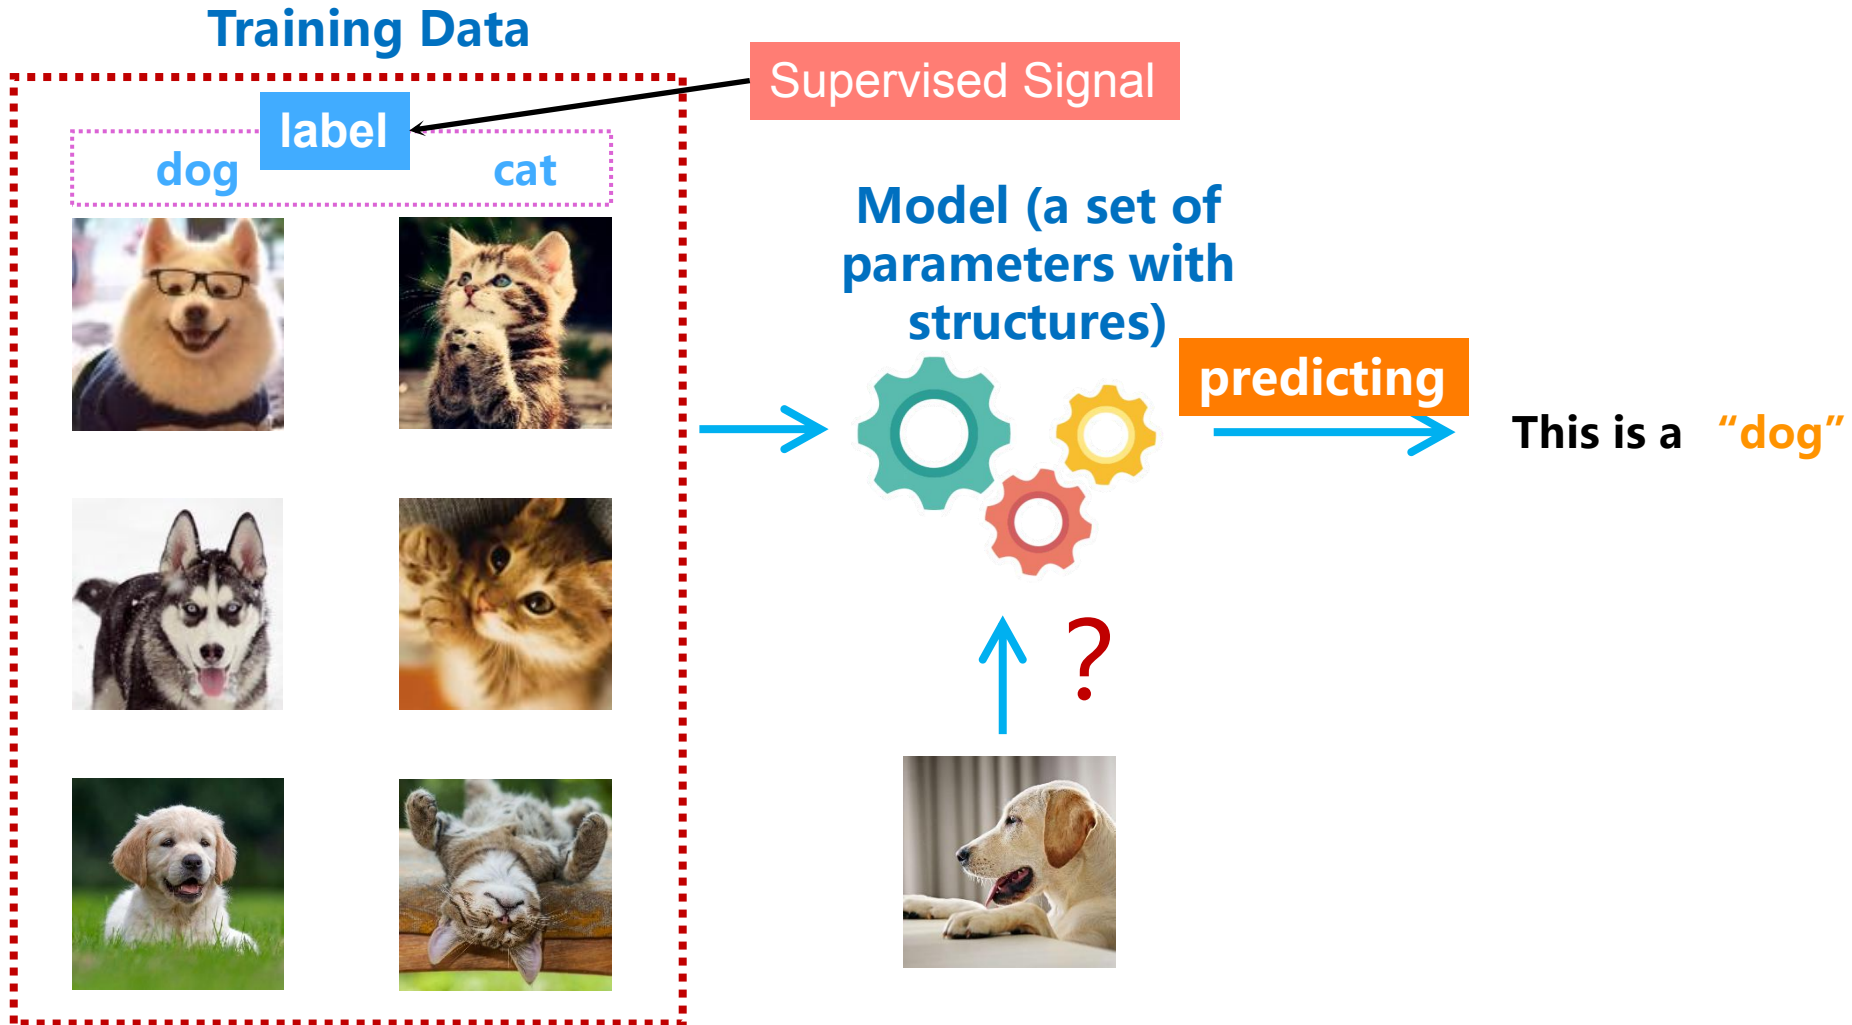 Training Data
Supervised Signal
label
dog
cat
Model (a set of
parameters with
structures)
predicting
This is a “dog”
?